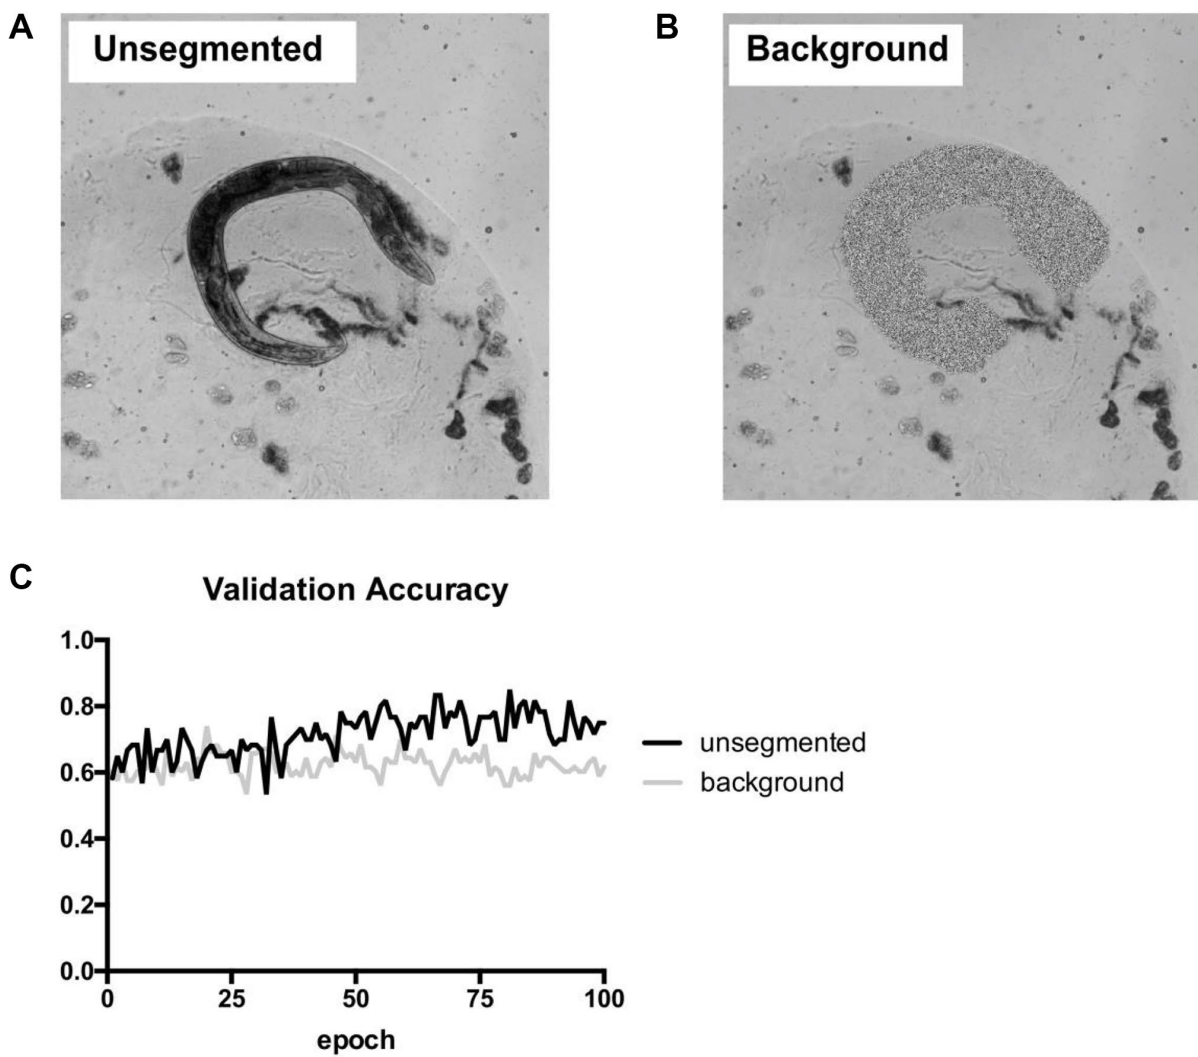 A
Unsegmented
B
Background
C
Validation Accuracy
1.0
0.8
0.6
0.4
0.2
0.0
0 25 50 75 100
epoch
unsegmented
background